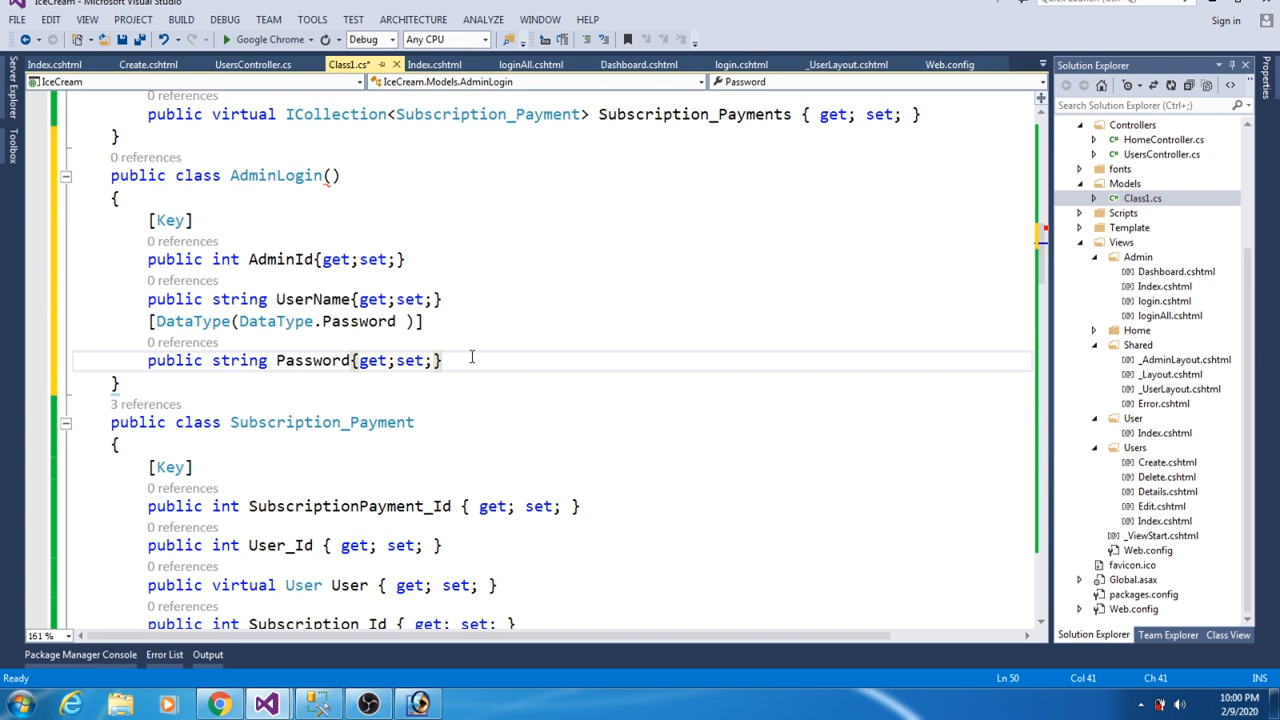 IceCream - Microsoft Visual Studio
Quick Launch (Ctrl+Q)
FILE EDIT VIEW PROJECT BUILD DEBUG TEAM TOOLS TEST ARCHITECTURE ANALYZE WINDOW HELP Sign in
Google Chrome Debug Any CPU
Index.cshtml Create.cshtml UsersController.cs Class1.cs* Index.cshtml loginAll.cshtml Dashboard.cshtml login.cshtml _UserLayout.cshtml Web.config
IceCream IceCream.Models.AdminLogin Password
Server Explorer
Toolbox
0 references
public virtual ICollection<Subscription_Payment> Subscription_Payments { get; set; }
}
0 references
public class AdminLogin()
{
[Key]
0 references
public int AdminId{get;set;}
0 references
public string UserName{get;set;}
[DataType(DataType.Password )]
0 references
public string Password{get;set;}
}
3 references
public class Subscription_Payment
{
[Key]
0 references
public int SubscriptionPayment_Id { get; set; }
0 references
public int User_Id { get; set; }
0 references
public virtual User User { get; set; }
0 references
public int Subscription_Id { get; set; }
161 %
Solution Explorer
Search Solution Explorer (Ctrl+;)
Controllers
HomeController.cs
UsersController.cs
fonts
Models
Class1.cs
Scripts
Template
Views
Admin
Dashboard.cshtml
Index.cshtml
login.cshtml
loginAll.cshtml
Home
Shared
_AdminLayout.cshtml
_Layout.cshtml
_UserLayout.cshtml
Error.cshtml
User
Index.cshtml
Users
Create.cshtml
Delete.cshtml
Details.cshtml
Edit.cshtml
Index.cshtml
_ViewStart.cshtml
Web.config
favicon.ico
Global.asax
packages.config
Web.config
Solution Explorer Team Explorer Class View
Properties
Package Manager Console Error List Output
Ready Ln 50 Col 41 Ch 41 INS
10:00 PM
2/9/2020